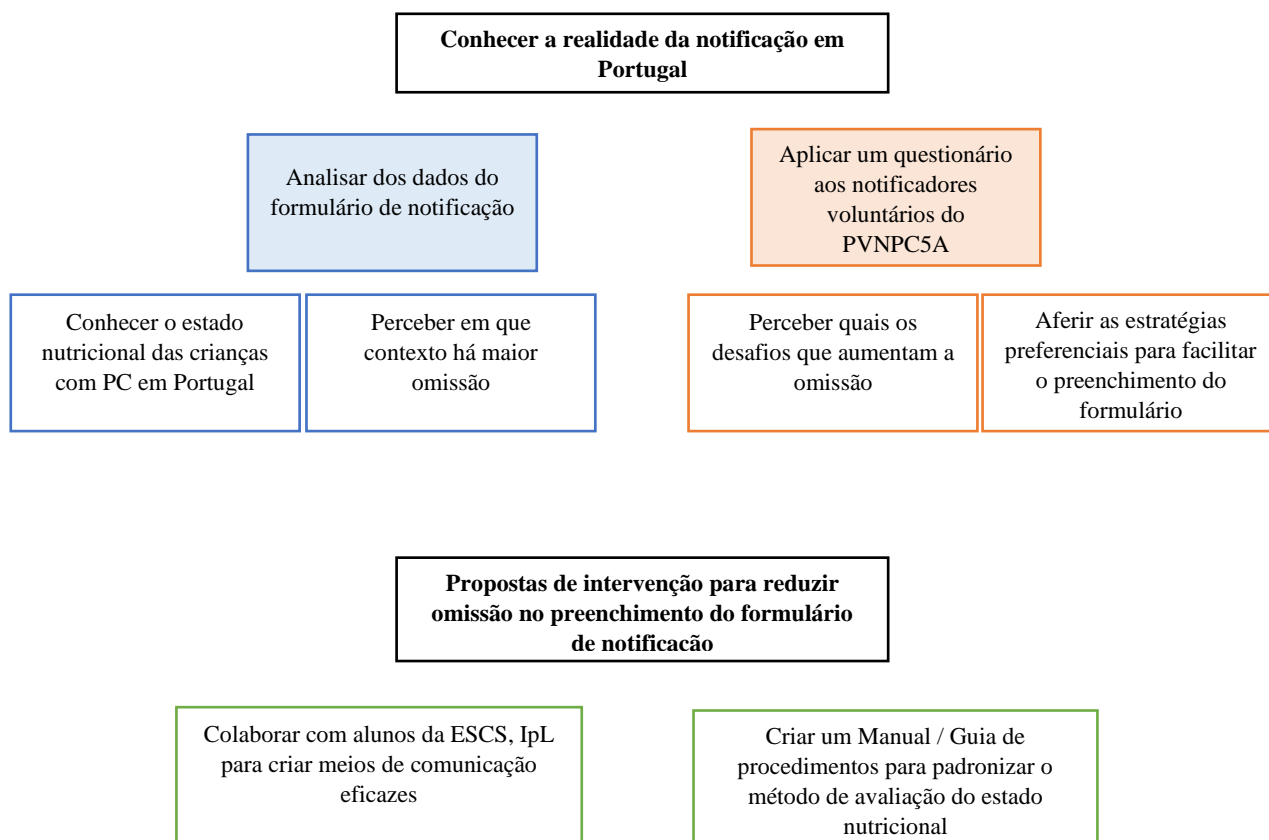 Conhecer a realidade da notificação em
Portugal
Analisar dos dados do
formulário de notificação
Aplicar um questionário
aos notificadores
voluntários do
PVNPC5A
Conhecer o estado
nutricional das crianças
com PC em Portugal
Perceber em que
contexto há maior
omissão
Perceber quais os
desafios que aumentam a
omissão
Aferir as estratégias
preferenciais para facilitar
o preenchimento do
formulário
Propostas de intervenção para reduzir
omissão no preenchimento do formulário
de notificacão
Colaborar com alunos da ESCS, IpL
para criar meios de comunicação
eficazes
Criar um Manual / Guia de
procedimentos para padronizar o
método de avaliação do estado
nutricional